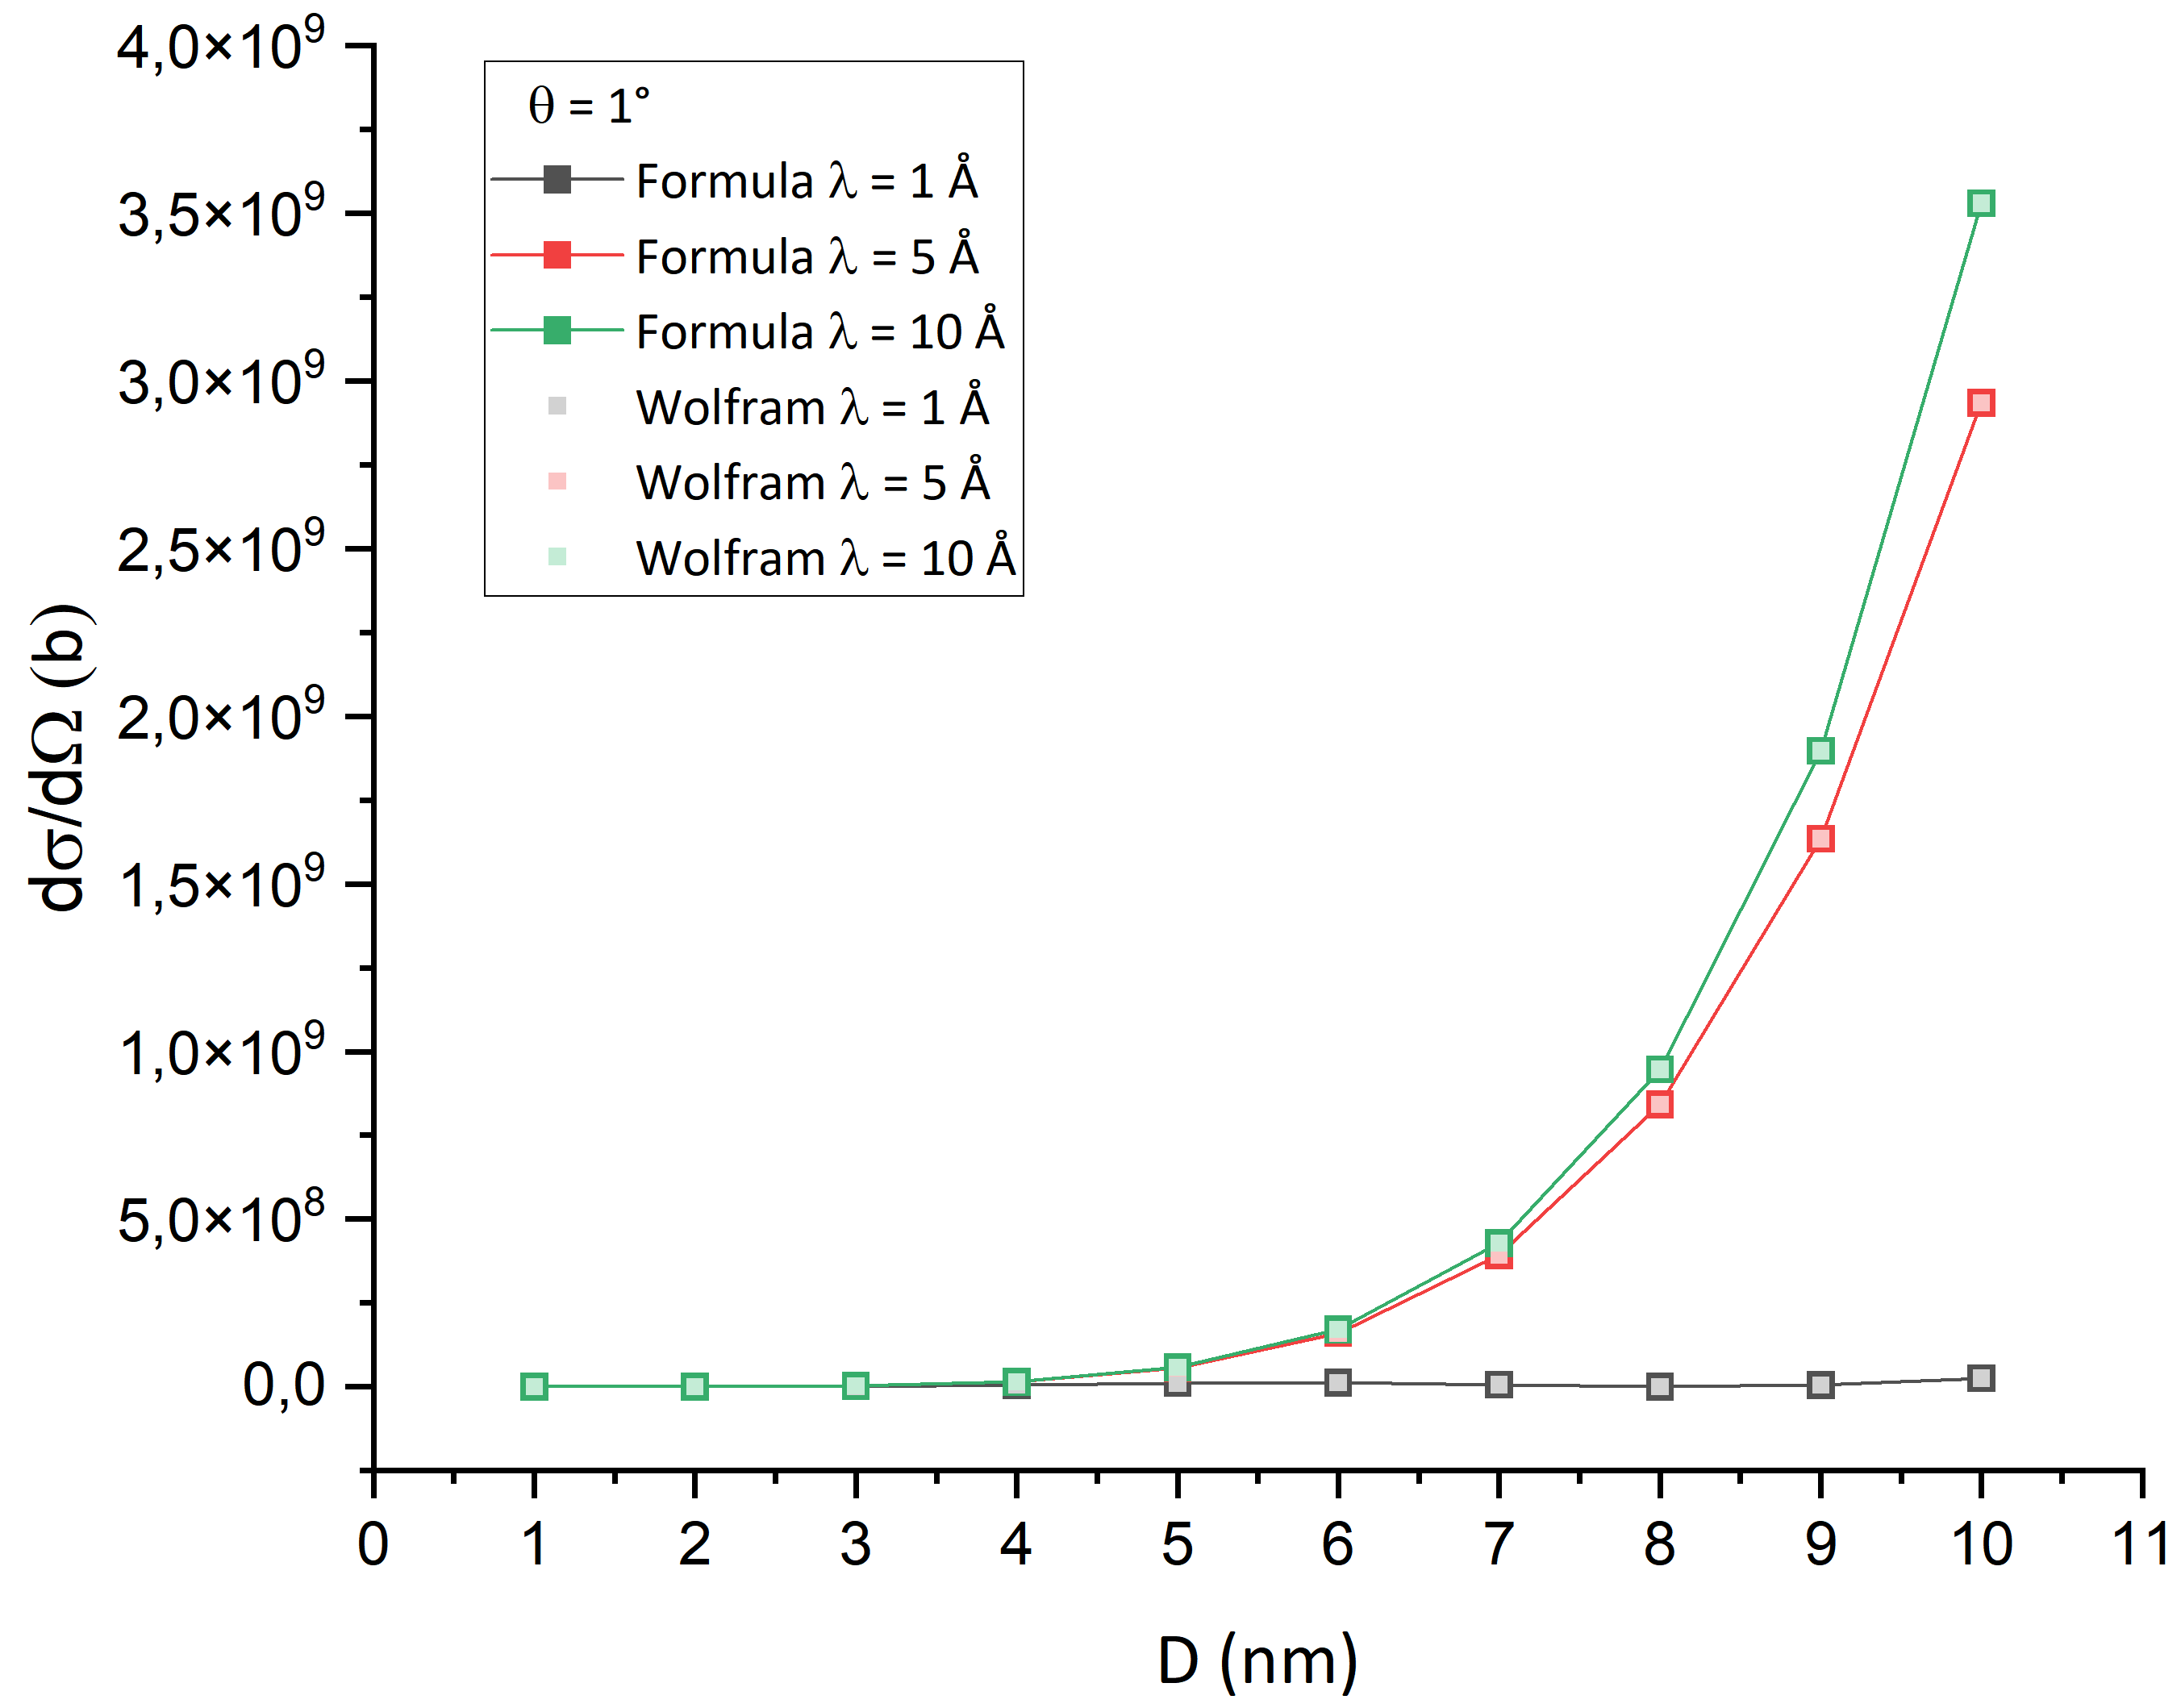 4,0×10⁹
3,5×10⁹
3,0×10⁹
2,5×10⁹
2,0×10⁹
1,5×10⁹
1,0×10⁹
5,0×10⁸
0,0
dσ/dΩ (b)
θ = 1°
Formula λ = 1 Å
Formula λ = 5 Å
Formula λ = 10 Å
Wolfram λ = 1 Å
Wolfram λ = 5 Å
Wolfram λ = 10 Å
0 1 2 3 4 5 6 7 8 9 10 11
D (nm)